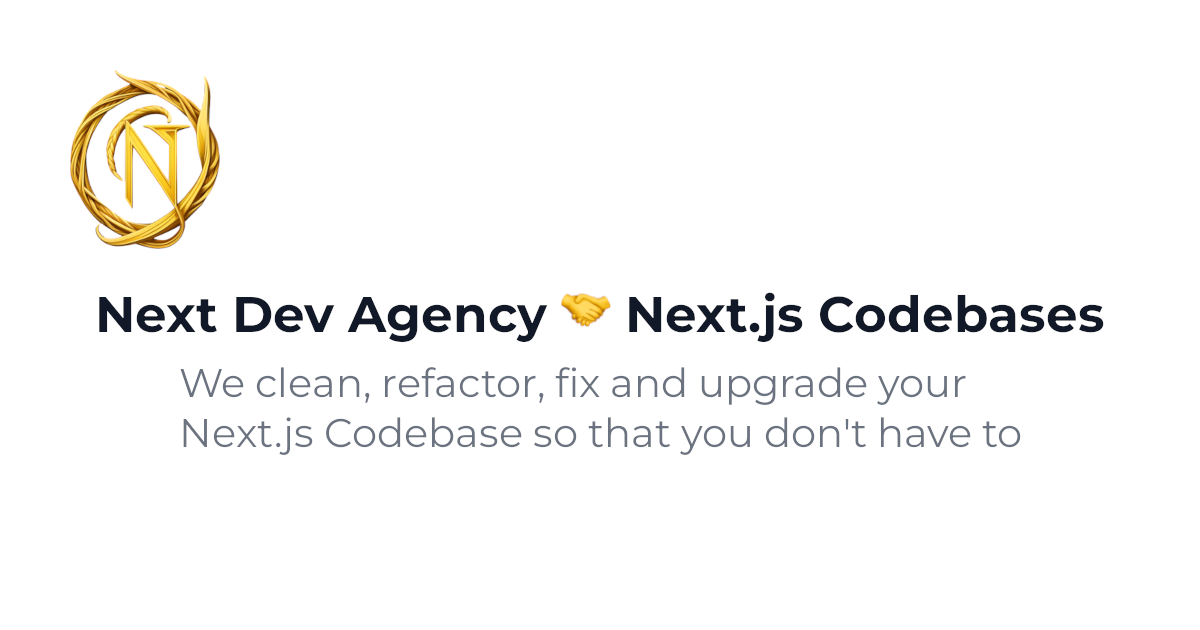 N
Next Dev Agency 🤝 Next.js Codebases
We clean, refactor, fix and upgrade your
Next.js Codebase so that you don't have to